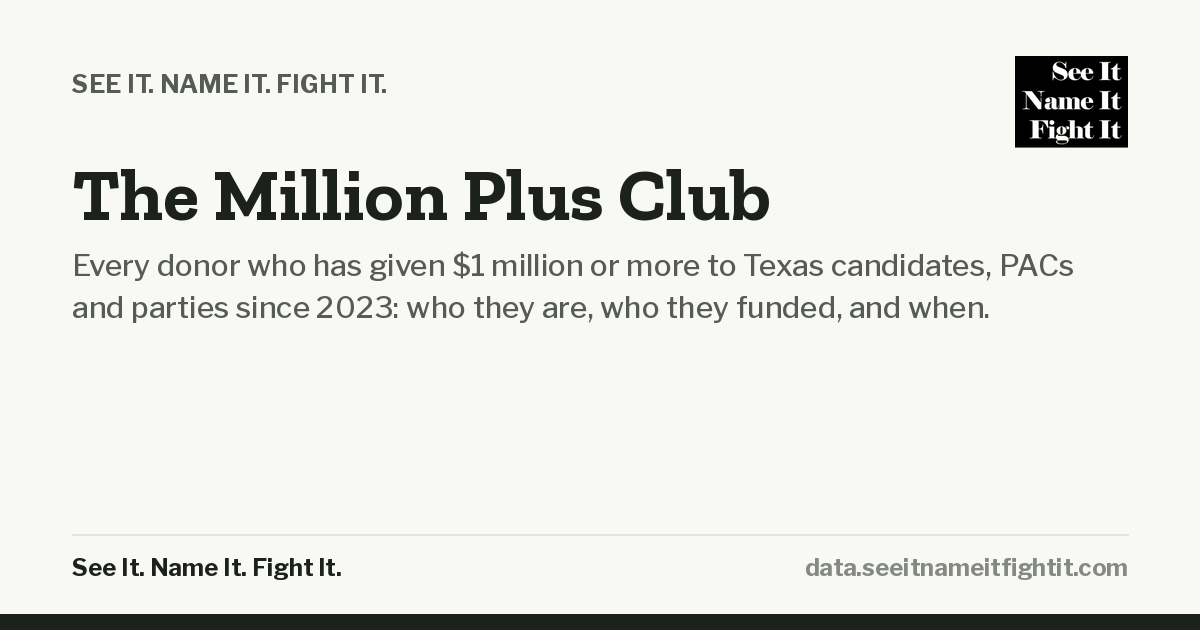 SEE IT. NAME IT. FIGHT IT.
See It
Name It
Fight It
The Million Plus Club
Every donor who has given $1 million or more to Texas candidates, PACs
and parties since 2023: who they are, who they funded, and when.
See It. Name It. Fight It.
data.seeitnameitfightit.com